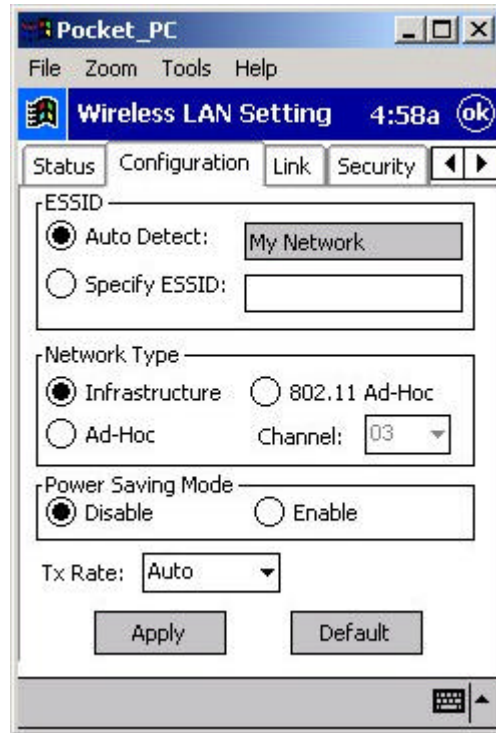 Pocket_PC
File Zoom Tools Help
Wireless LAN Setting 4:58a ok
Status Configuration Link Security
ESSID
Auto Detect: My Network
Specify ESSID:
Network Type
Infrastructure 802.11 Ad-Hoc
Ad-Hoc Channel: 03
Power Saving Mode
Disable Enable
Tx Rate: Auto
Apply Default